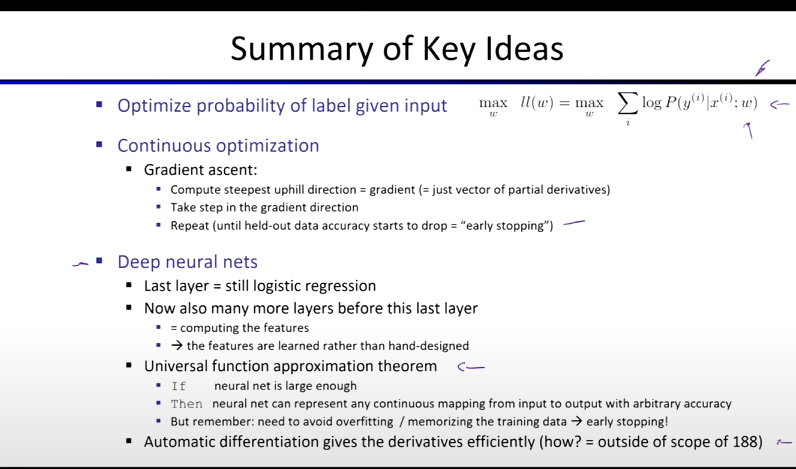 Summary of Key Ideas
▪ Optimize probability of label given input max_w ll(w) = max_w ∑_i log P(y^(i)|x^(i); w)
▪ Continuous optimization
▪ Gradient ascent:
▪ Compute steepest uphill direction = gradient (= just vector of partial derivatives)
▪ Take step in the gradient direction
▪ Repeat (until held-out data accuracy starts to drop = “early stopping”)
▪ Deep neural nets
▪ Last layer = still logistic regression
▪ Now also many more layers before this last layer
▪ = computing the features
▪ → the features are learned rather than hand-designed
▪ Universal function approximation theorem
▪ If neural net is large enough
▪ Then neural net can represent any continuous mapping from input to output with arbitrary accuracy
▪ But remember: need to avoid overfitting / memorizing the training data → early stopping!
▪ Automatic differentiation gives the derivatives efficiently (how? = outside of scope of 188)